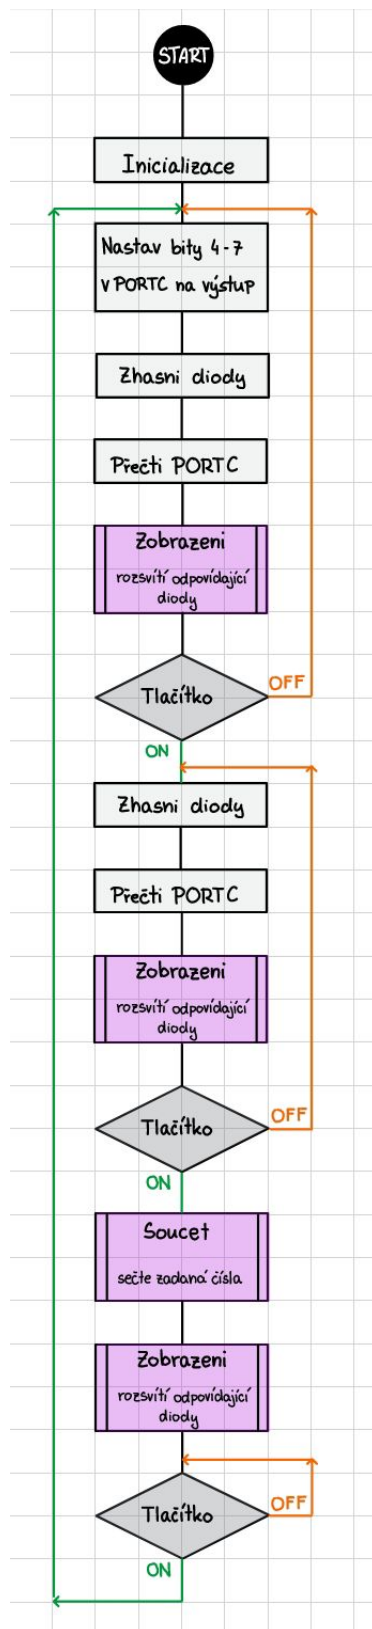 START
Inicializace
Nastav bity 4-7
v PORTC na výstup
Zhasni diody
Přečti PORTC
Zobrazeni
rozsvítí odpovídající
diody
Tlačítko
OFF
ON
Zhasni diody
Přečti PORTC
Zobrazeni
rozsvítí odpovídající
diody
Tlačítko
OFF
ON
Soucet
sečte zadaná čísla
Zobrazeni
rozsvítí odpovídající
diody
Tlačítko
OFF
ON